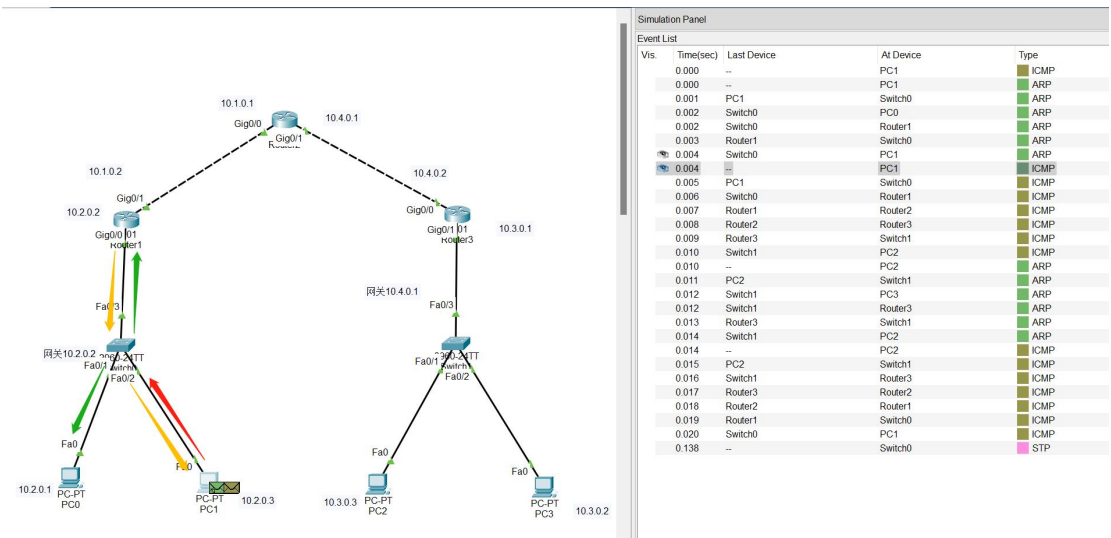 Simulation Panel
Event List
Vis. Time(sec) Last Device At Device Type
0.000 -- PC1 ICMP
0.000 -- PC1 ARP
0.001 PC1 Switch0 ARP
0.002 Switch0 PC0 ARP
0.002 Switch0 Router1 ARP
0.003 Router1 Switch0 ARP
0.004 Switch0 PC1 ARP
0.004 -- PC1 ICMP
0.005 PC1 Switch0 ICMP
0.006 Switch0 Router1 ICMP
0.007 Router1 Router2 ICMP
0.008 Router2 Router3 ICMP
0.009 Router3 Switch1 ICMP
0.010 Switch1 PC2 ICMP
0.010 -- PC2 ARP
0.011 PC2 Switch1 ARP
0.012 Switch1 PC3 ARP
0.012 Switch1 Router3 ARP
0.013 Router3 Switch1 ARP
0.014 Switch1 PC2 ARP
0.014 -- PC2 ICMP
0.015 PC2 Switch1 ICMP
0.016 Switch1 Router3 ICMP
0.017 Router3 Router2 ICMP
0.018 Router2 Router1 ICMP
0.019 Router1 Switch0 ICMP
0.020 Switch0 PC1 ICMP
0.138 -- Switch0 STP
10.1.0.1
10.4.0.1
Gig0/0
Gig0/1
10.1.0.2
10.4.0.2
Gig0/1
10.2.0.2
Gig0/0
10.3.0.1
Gig0/0
Router1
Gig0/1
Router3
网关10.4.0.1
Fa0/3
Fa0/3
网关10.2.0.2
Fa0/1
Fa0/2
Fa0/1
Fa0/2
Fa0
Fa0
Fa0
10.2.0.1
PC-PT
PC0
PC-PT
PC1
10.2.0.3
10.3.0.3
PC-PT
PC2
PC-PT
PC3
10.3.0.2